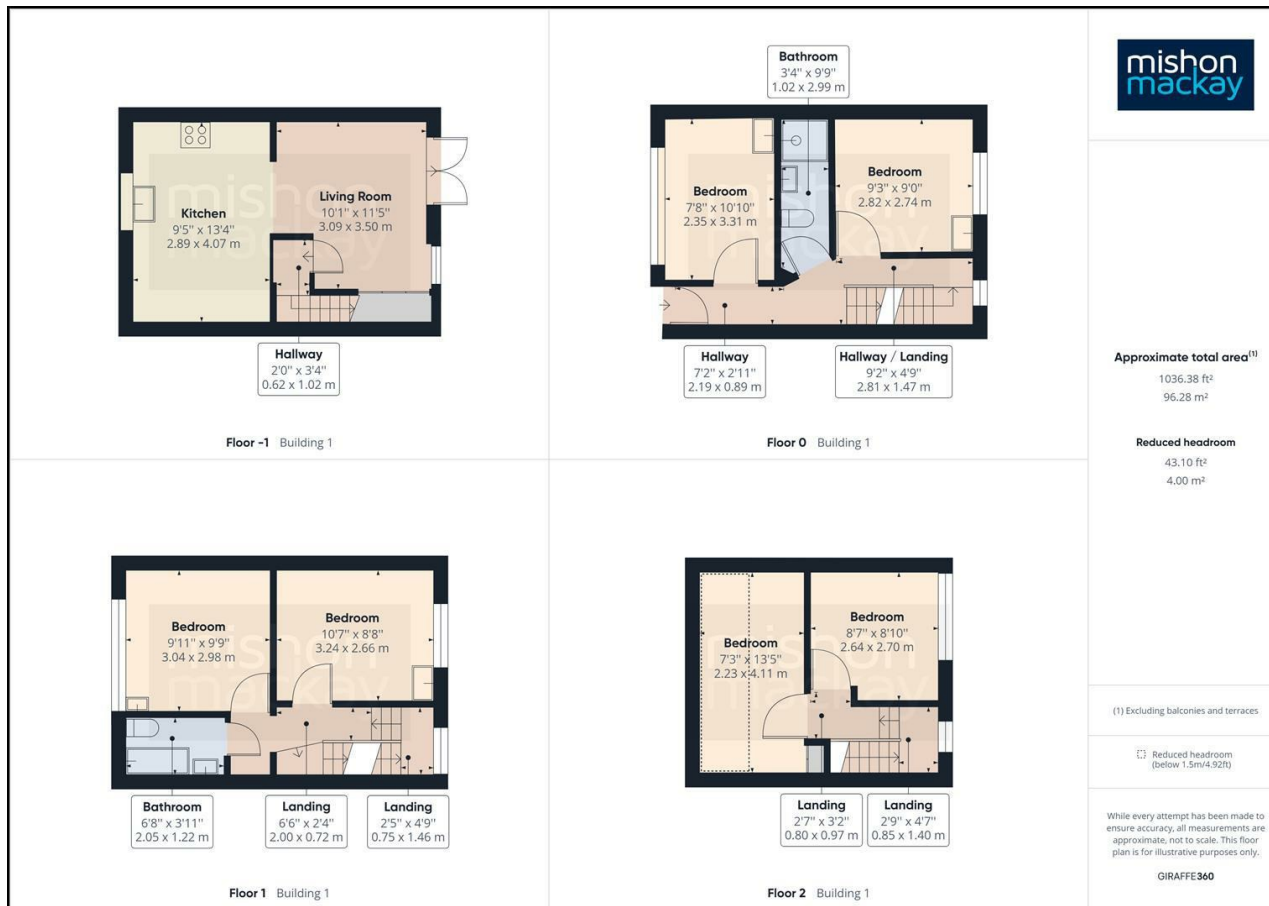 Kitchen
9'5" x 13'4"
2.89 x 4.07 m
Living Room
10'1" x 11'5"
3.09 x 3.50 m
Hallway
2'0" x 3'4"
0.62 x 1.02 m
Floor -1 Building 1
mishon
mackay
Bathroom
3'4" x 9'9"
1.02 x 2.99 m
Bedroom
7'8" x 10'10"
2.35 x 3.31 m
Bedroom
9'3" x 9'0"
2.82 x 2.74 m
Hallway
7'2" x 2'11"
2.19 x 0.89 m
Hallway / Landing
9'2" x 4'9"
2.81 x 1.47 m
Floor 0 Building 1
mishon
mackay
Bedroom
9'11" x 9'9"
3.04 x 2.98 m
Bedroom
10'7" x 8'8"
3.24 x 2.66 m
Bathroom
6'8" x 3'11"
2.05 x 1.22 m
Landing
6'6" x 2'4"
2.00 x 0.72 m
Landing
2'5" x 4'9"
0.75 x 1.46 m
Floor 1 Building 1
mishon
mackay
Bedroom
7'3" x 13'5"
2.23 x 4.11 m
Bedroom
8'7" x 8'10"
2.64 x 2.70 m
Landing
2'7" x 3'2"
0.80 x 0.97 m
Landing
2'9" x 4'7"
0.85 x 1.40 m
Floor 2 Building 1
mishon
mackay
mishon
mackay
Approximate total area(1)
1036.38 ft²
96.28 m²
Reduced headroom
43.10 ft²
4.00 m²
(1) Excluding balconies and terraces
Reduced headroom
(below 1.5m/4.92ft)
While every attempt has been made to
ensure accuracy, all measurements are
approximate, not to scale. This floor
plan is for illustrative purposes only.
GIRAFFE360